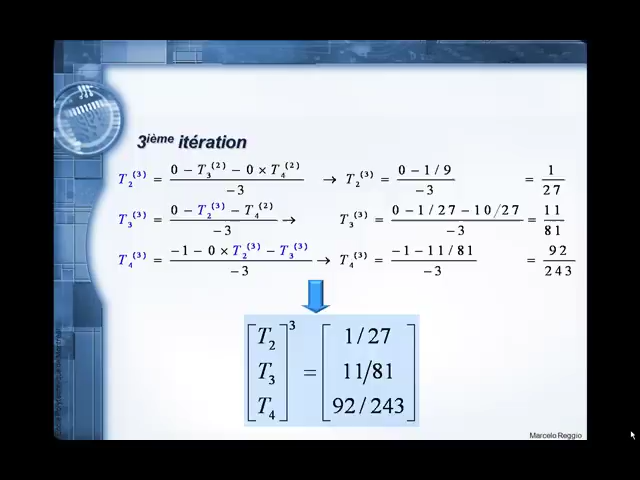 3ième itération
T₂⁽³⁾ = (0 − T₃⁽²⁾ − 0 × T₄⁽²⁾) / −3 → T₂⁽³⁾ = (0 − 1/9) / −3 = 1/27
T₃⁽³⁾ = (0 − T₂⁽³⁾ − T₄⁽²⁾) / −3 → T₃⁽³⁾ = (0 − 1/27 − 10/27) / −3 = 11/81
T₄⁽³⁾ = (−1 − 0 × T₂⁽³⁾ − T₃⁽³⁾) / −3 → T₄⁽³⁾ = (−1 − 11/81) / −3 = 92/243
[T₂ T₃ T₄]³ = [1/27 11/81 92/243]
Marcelo Reggio